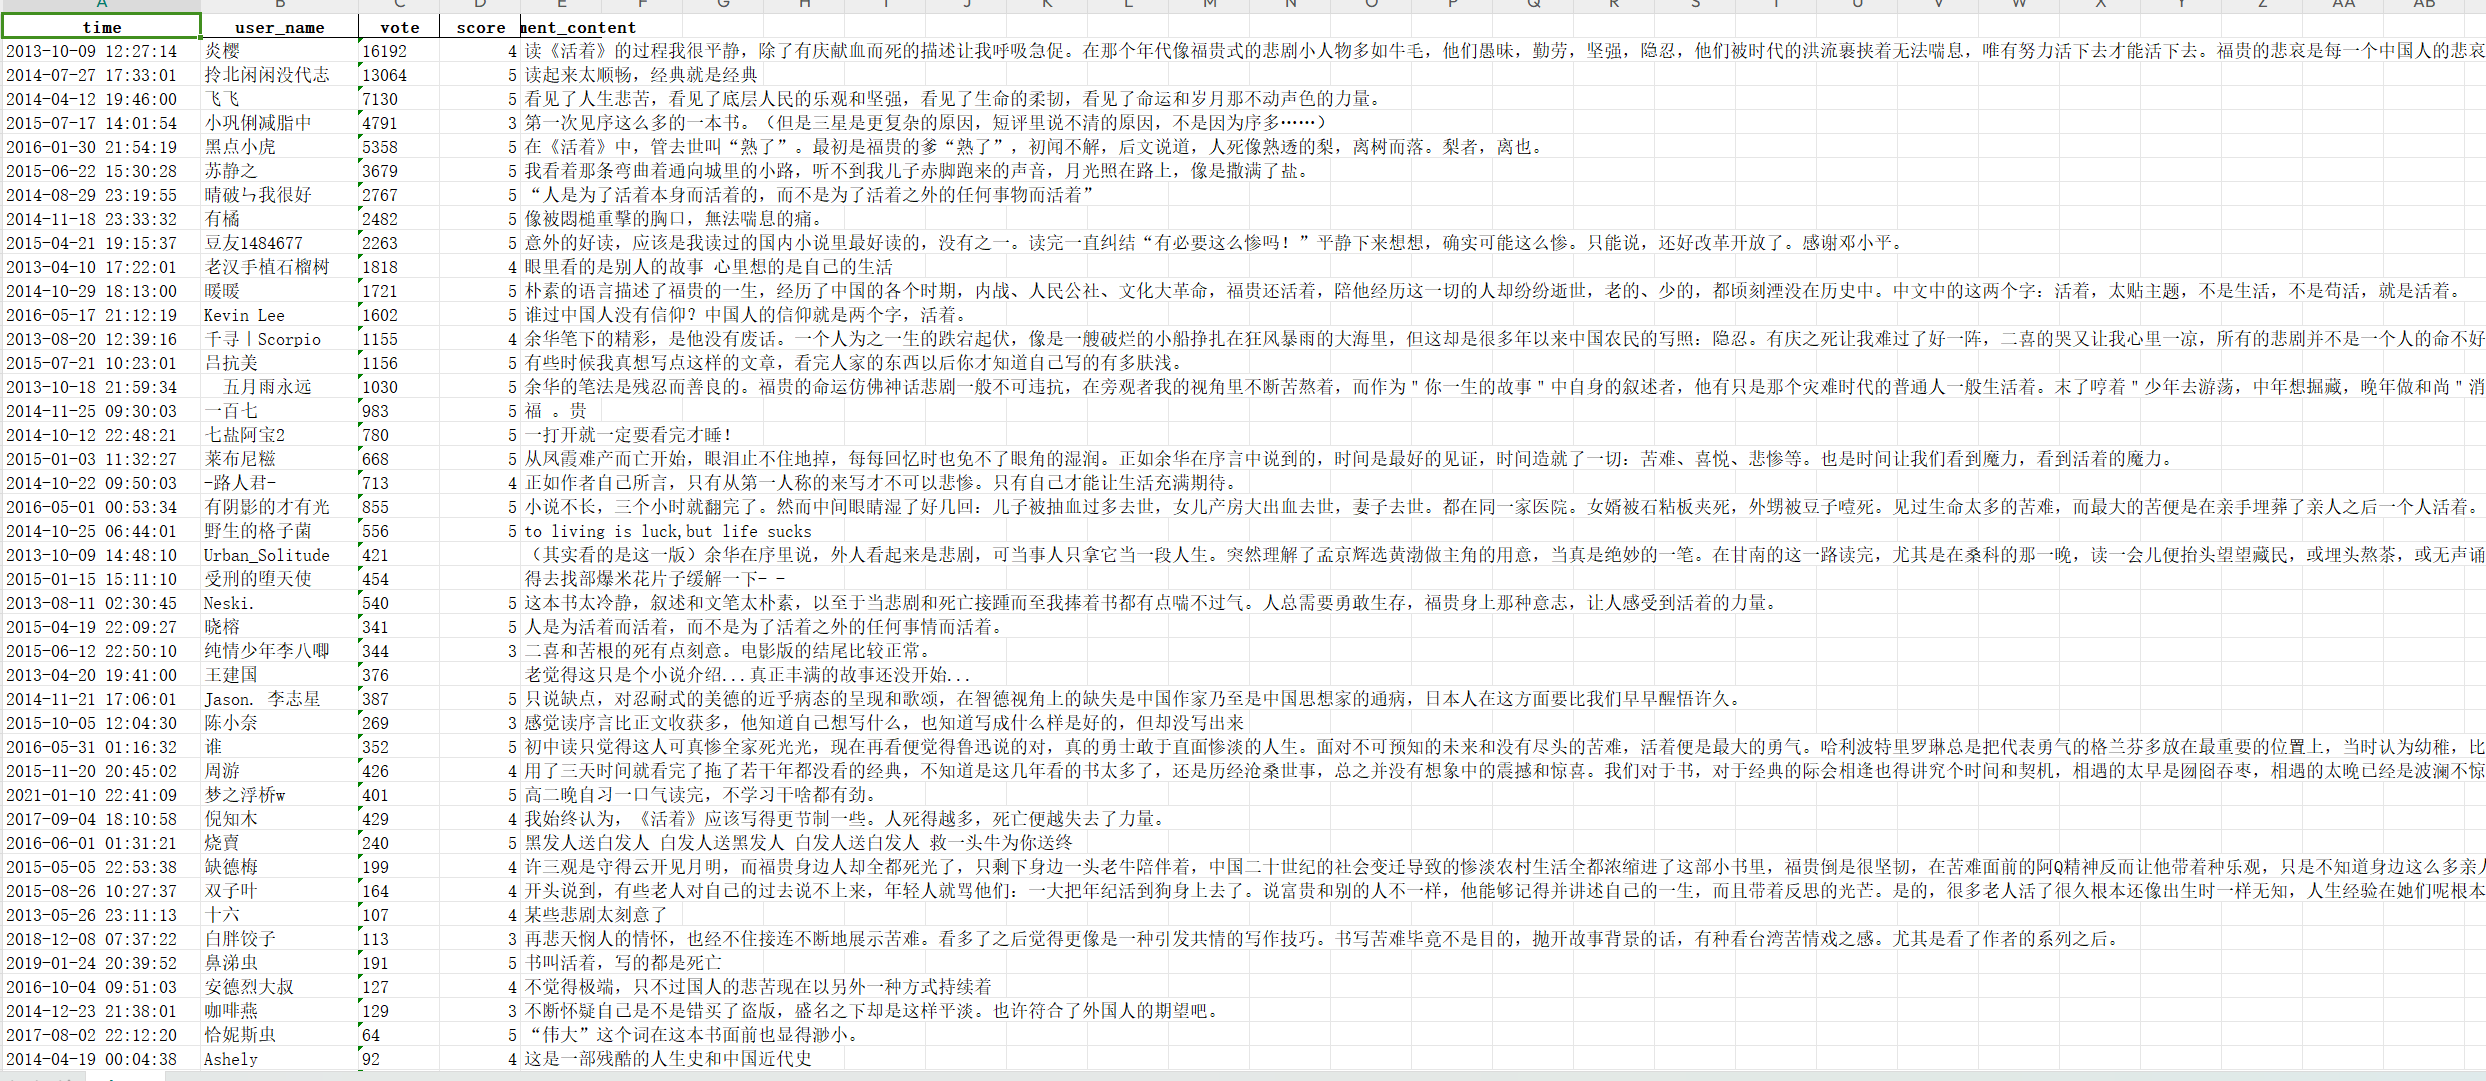 A B C D E F G H I J K L M N O P Q R S T U V W X Y Z AA AB
time user_name vote score ment_content
2013-10-09 12:27:14 炎樱 16192 4 读《活着》的过程我很平静，除了有庆献血而死的描述让我呼吸急促。在那个年代像福贵式的悲剧小人物多如牛毛，他们愚昧，勤劳，坚强，隐忍，他们被时代的洪流裹挟着无法喘息，唯有努力活下去才能活下去。福贵的悲哀是每一个中国人的悲哀
2014-07-27 17:33:01 拎北闲闲没代志 13064 5 读起来太顺畅，经典就是经典
2014-04-12 19:46:00 飞飞 7130 5 看见了人生悲苦，看见了底层人民的乐观和坚强，看见了生命的柔韧，看见了命运和岁月那不动声色的力量。
2015-07-17 14:01:54 小巩俐减脂中 4791 3 第一次见序这么多的一本书。（但是三星是更复杂的原因，短评里说不清的原因，不是因为序多……）
2016-01-30 21:54:19 黑点小虎 5358 5 在《活着》中，管去世叫“熟了”。最初是福贵的爹“熟了”，初闻不解，后文说道，人死像熟透的梨，离树而落。梨者，离也。
2015-06-22 15:30:28 苏静之 3679 5 我看着那条弯曲着通向城里的小路，听不到我儿子赤脚跑来的声音，月光照在路上，像是撒满了盐。
2014-08-29 23:19:55 晴破ㄣ我很好 2767 5 “人是为了活着本身而活着的，而不是为了活着之外的任何事物而活着”
2014-11-18 23:33:32 有橘 2482 5 像被悶槌重擊的胸口，無法喘息的痛。
2015-04-21 19:15:37 豆友1484677 2263 5 意外的好读，应该是我读过的国内小说里最好读的，没有之一。读完一直纠结“有必要这么惨吗！”平静下来想想，确实可能这么惨。只能说，还好改革开放了。感谢邓小平。
2013-04-10 17:22:01 老汉手植石榴树 1818 4 眼里看的是别人的故事 心里想的是自己的生活
2014-10-29 18:13:00 暖暖 1721 5 朴素的语言描述了福贵的一生，经历了中国的各个时期，内战、人民公社、文化大革命，福贵还活着，陪他经历这一切的人却纷纷逝世，老的、少的，都顷刻湮没在历史中。中文中的这两个字：活着，太贴主题，不是生活，不是苟活，就是活着。
2016-05-17 21:12:19 Kevin Lee 1602 5 谁过中国人没有信仰？中国人的信仰就是两个字，活着。
2013-08-20 12:39:16 千寻｜Scorpio 1155 4 余华笔下的精彩，是他没有废话。一个人为之一生的跌宕起伏，像是一艘破烂的小船挣扎在狂风暴雨的大海里，但这却是很多年以来中国农民的写照：隐忍。有庆之死让我难过了好一阵，二喜的哭又让我心里一凉，所有的悲剧并不是一个人的命不好
2015-07-21 10:23:01 吕抗美 1156 5 有些时候我真想写点这样的文章，看完人家的东西以后你才知道自己写的有多肤浅。
2013-10-18 21:59:34 五月雨永远 1030 5 余华的笔法是残忍而善良的。福贵的命运仿佛神话悲剧一般不可违抗，在旁观者我的视角里不断苦熬着，而作为＂你一生的故事＂中自身的叙述者，他有只是那个灾难时代的普通人一般生活着。末了哼着＂少年去游荡，中年想掘藏，晚年做和尚＂消
2014-11-25 09:30:03 一百七 983 5 福 。贵
2014-10-12 22:48:21 七盐阿宝2 780 5 一打开就一定要看完才睡！
2015-01-03 11:32:27 莱布尼糍 668 5 从凤霞难产而亡开始，眼泪止不住地掉，每每回忆时也免不了眼角的湿润。正如余华在序言中说到的，时间是最好的见证，时间造就了一切：苦难、喜悦、悲惨等。也是时间让我们看到魔力，看到活着的魔力。
2014-10-22 09:50:03 -路人君- 713 4 正如作者自己所言，只有从第一人称的来写才不可以悲惨。只有自己才能让生活充满期待。
2016-05-01 00:53:34 有阴影的才有光 855 5 小说不长，三个小时就翻完了。然而中间眼睛湿了好几回：儿子被抽血过多去世，女儿产房大出血去世，妻子去世。都在同一家医院。女婿被石粘板夹死，外甥被豆子噎死。见过生命太多的苦难，而最大的苦便是在亲手埋葬了亲人之后一个人活着。
2014-10-25 06:44:01 野生的格子菌 556 5 to living is luck,but life sucks
2013-10-09 14:48:10 Urban_Solitude 421 （其实看的是这一版）余华在序里说，外人看起来是悲剧，可当事人只拿它当一段人生。突然理解了孟京辉选黄渤做主角的用意，当真是绝妙的一笔。在甘南的这一路读完，尤其是在桑科的那一晚，读一会儿便抬头望望藏民，或埋头熬茶，或无声诵
2015-01-15 15:11:10 受刑的堕天使 454 得去找部爆米花片子缓解一下- -
2013-08-11 02:30:45 Neski. 540 5 这本书太冷静，叙述和文笔太朴素，以至于当悲剧和死亡接踵而至我捧着书都有点喘不过气。人总需要勇敢生存，福贵身上那种意志，让人感受到活着的力量。
2015-04-19 22:09:27 晓榕 341 5 人是为活着而活着，而不是为了活着之外的任何事情而活着。
2015-06-12 22:50:10 纯情少年李八唧 344 3 二喜和苦根的死有点刻意。电影版的结尾比较正常。
2013-04-20 19:41:00 王建国 376 老觉得这只是个小说介绍...真正丰满的故事还没开始...
2014-11-21 17:06:01 Jason. 李志星 387 5 只说缺点，对忍耐式的美德的近乎病态的呈现和歌颂，在智德视角上的缺失是中国作家乃至是中国思想家的通病，日本人在这方面要比我们早早醒悟许久。
2015-10-05 12:04:30 陈小奈 269 3 感觉读序言比正文收获多，他知道自己想写什么，也知道写成什么样是好的，但却没写出来
2016-05-31 01:16:32 谁 352 5 初中读只觉得这人可真惨全家死光光，现在再看便觉得鲁迅说的对，真的勇士敢于直面惨淡的人生。面对不可预知的未来和没有尽头的苦难，活着便是最大的勇气。哈利波特里罗琳总是把代表勇气的格兰芬多放在最重要的位置上，当时认为幼稚，比
2015-11-20 20:45:02 周游 426 4 用了三天时间就看完了拖了若干年都没看的经典，不知道是这几年看的书太多了，还是历经沧桑世事，总之并没有想象中的震撼和惊喜。我们对于书，对于经典的际会相逢也得讲究个时间和契机，相遇的太早是囫囵吞枣，相遇的太晚已经是波澜不惊
2021-01-10 22:41:09 梦之浮桥w 401 5 高二晚自习一口气读完，不学习干啥都有劲。
2017-09-04 18:10:58 倪知木 429 4 我始终认为，《活着》应该写得更节制一些。人死得越多，死亡便越失去了力量。
2016-06-01 01:31:21 烧賣 240 5 黑发人送白发人 白发人送黑发人 白发人送白发人 救一头牛为你送终
2015-05-05 22:53:38 缺德梅 199 4 许三观是守得云开见月明，而福贵身边人却全都死光了，只剩下身边一头老牛陪伴着，中国二十世纪的社会变迁导致的惨淡农村生活全都浓缩进了这部小书里，福贵倒是很坚韧，在苦难面前的阿Q精神反而让他带着种乐观，只是不知道身边这么多亲人
2015-08-26 10:27:37 双子叶 164 4 开头说到，有些老人对自己的过去说不上来，年轻人就骂他们：一大把年纪活到狗身上去了。说富贵和别的人不一样，他能够记得并讲述自己的一生，而且带着反思的光芒。是的，很多老人活了很久根本还像出生时一样无知，人生经验在她们呢根本
2013-05-26 23:11:13 十六 107 4 某些悲剧太刻意了
2018-12-08 07:37:22 白胖饺子 113 3 再悲天悯人的情怀，也经不住接连不断地展示苦难。看多了之后觉得更像是一种引发共情的写作技巧。书写苦难毕竟不是目的，抛开故事背景的话，有种看台湾苦情戏之感。尤其是看了作者的系列之后。
2019-01-24 20:39:52 鼻涕虫 191 5 书叫活着，写的都是死亡
2016-10-04 09:51:03 安德烈大叔 127 4 不觉得极端，只不过国人的悲苦现在以另外一种方式持续着
2014-12-23 21:38:01 咖啡燕 129 3 不断怀疑自己是不是错买了盗版，盛名之下却是这样平淡。也许符合了外国人的期望吧。
2017-08-02 22:12:20 恰妮斯虫 64 5 “伟大”这个词在这本书面前也显得渺小。
2014-04-19 00:04:38 Ashely 92 4 这是一部残酷的人生史和中国近代史